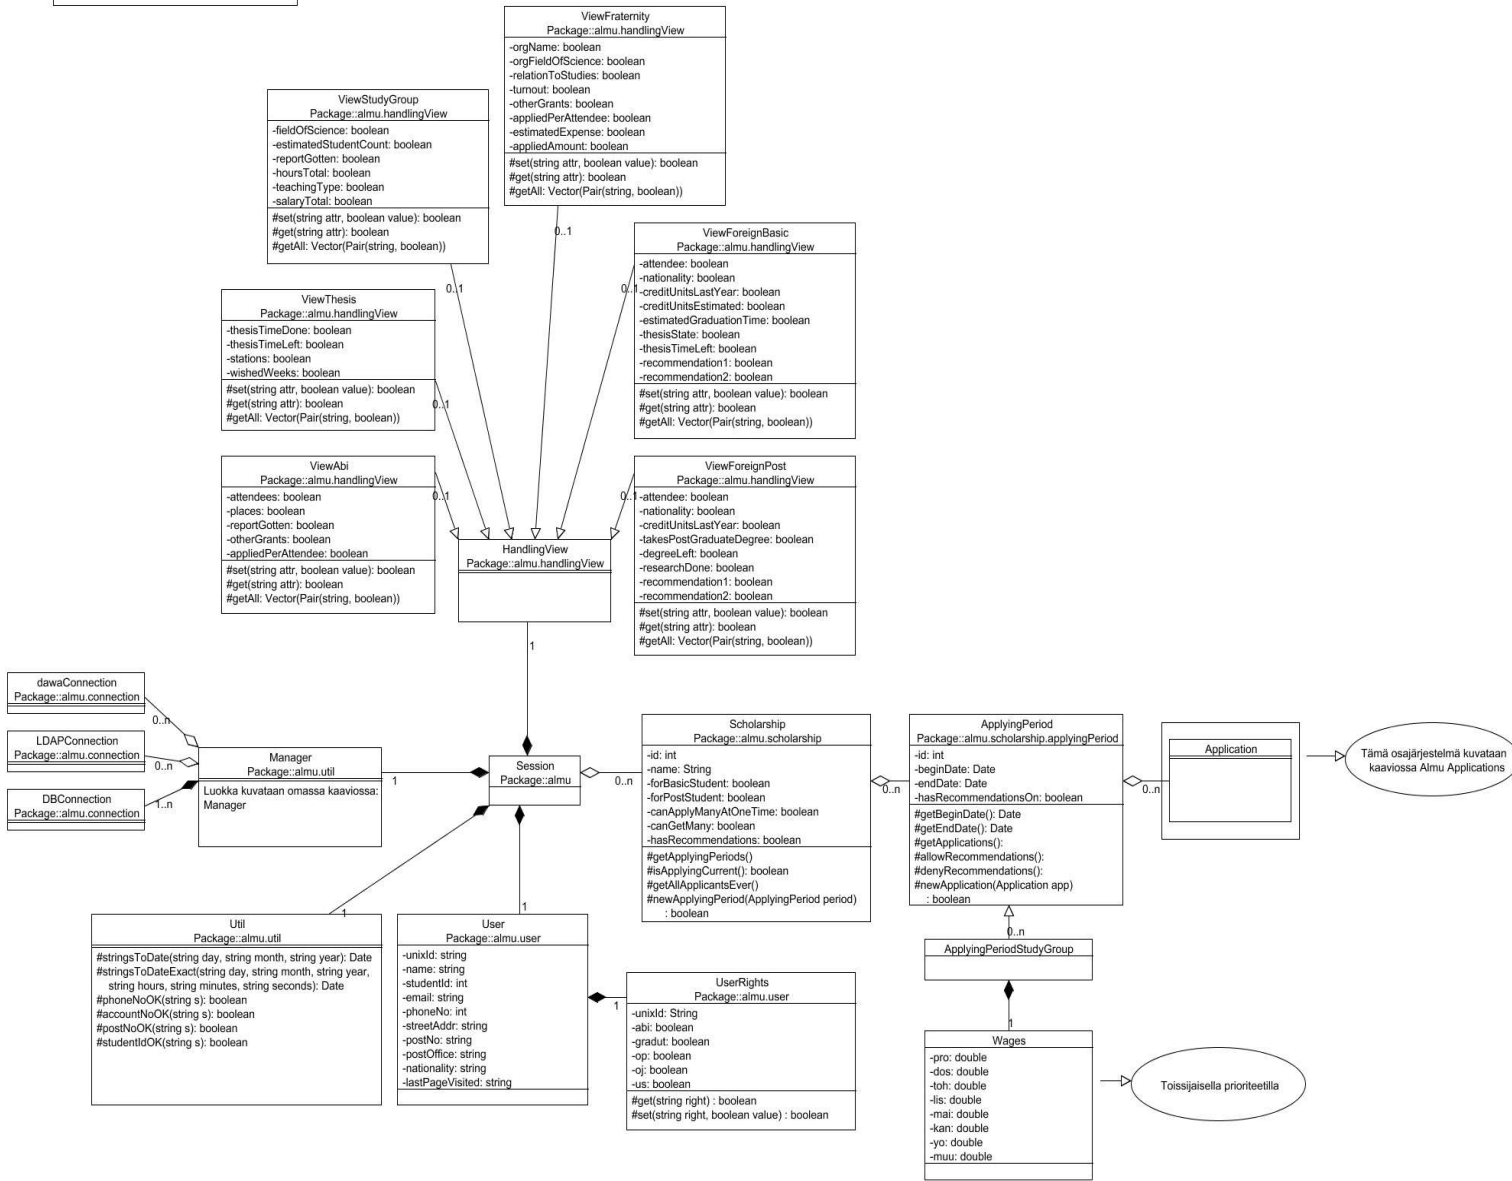 ViewFraternity
Package::almu.handlingView
-orgName: boolean
-orgFieldOfScience: boolean
-relationToStudies: boolean
-turnout: boolean
-otherGrants: boolean
-appliedPerAttendee: boolean
-estimatedExpense: boolean
-appliedAmount: boolean
#set(string attr, boolean value): boolean
#get(string attr): boolean
#getAll: Vector(Pair(string, boolean))
0..1
ViewStudyGroup
Package::almu.handlingView
-fieldOfScience: boolean
-estimatedStudentCount: boolean
-reportGotten: boolean
-hoursTotal: boolean
-teachingType: boolean
-salaryTotal: boolean
#set(string attr, boolean value): boolean
#get(string attr): boolean
#getAll: Vector(Pair(string, boolean))
0..1
ViewForeignBasic
Package::almu.handlingView
-attendee: boolean
-nationality: boolean
-creditUnitsLastYear: boolean
-creditUnitsEstimated: boolean
-estimatedGraduationTime: boolean
-thesisState: boolean
-thesisTimeLeft: boolean
-recommendation1: boolean
-recommendation2: boolean
#set(string attr, boolean value): boolean
#get(string attr): boolean
#getAll: Vector(Pair(string, boolean))
0..1
ViewThesis
Package::almu.handlingView
-thesisTimeDone: boolean
-thesisTimeLeft: boolean
-stations: boolean
-wishedWeeks: boolean
#set(string attr, boolean value): boolean
#get(string attr): boolean
#getAll: Vector(Pair(string, boolean))
0..1
ViewAbi
Package::almu.handlingView
-attendees: boolean
-places: boolean
-reportGotten: boolean
-otherGrants: boolean
-appliedPerAttendee: boolean
#set(string attr, boolean value): boolean
#get(string attr): boolean
#getAll: Vector(Pair(string, boolean))
0..1
ViewForeignPost
Package::almu.handlingView
-attendee: boolean
-nationality: boolean
-creditUnitsLastYear: boolean
-takesPostGraduateDegree: boolean
-degreeLeft: boolean
-researchDone: boolean
-recommendation1: boolean
-recommendation2: boolean
#set(string attr, boolean value): boolean
#get(string attr): boolean
#getAll: Vector(Pair(string, boolean))
0..1
HandlingView
Package::almu.handlingView
1
dawaConnection
Package::almu.connection
0..n
LDAPConnection
Package::almu.connection
0..n
DBConnection
Package::almu.connection
1..n
Manager
Package::almu.util
Luokka kuvataan omassa kaaviossa:
Manager
1
Session
Package::almu
0..n
Scholarship
Package::almu.scholarship
-id: int
-name: String
-forBasicStudent: boolean
-forPostStudent: boolean
-canApplyManyAtOneTime: boolean
-canGetMany: boolean
-hasRecommendations: boolean
#getApplyingPeriods()
#isApplyingCurrent(): boolean
#getAllApplicantsEver()
#newApplyingPeriod(ApplyingPeriod period)
: boolean
0..n
ApplyingPeriod
Package::almu.scholarship.applyingPeriod
-id: int
-beginDate: Date
-endDate: Date
-hasRecommendationsOn: boolean
#getBeginDate(): Date
#getEndDate(): Date
#getApplications():
#allowRecommendations():
#denyRecommendations():
#newApplication(Application app)
: boolean
0..n
Application
Tämä osajärjestelmä kuvataan
kaaviossa Almu Applications
0..n
ApplyingPeriodStudyGroup
1
Wages
-pro: double
-dos: double
-toh: double
-lis: double
-mai: double
-kan: double
-yo: double
-muu: double
Toissijaisella prioriteetilla
1
Util
Package::almu.util
#stringsToDate(string day, string month, string year): Date
#stringsToDateExact(string day, string month, string year,
string hours, string minutes, string seconds): Date
#phoneNoOK(string s): boolean
#accountNoOK(string s): boolean
#postNoOK(string s): boolean
#studentIdOK(string s): boolean
1
User
Package::almu.user
-unixId: string
-name: string
-studentId: int
-email: string
-phoneNo: int
-streetAddr: string
-postNo: string
-postOffice: string
-nationality: string
-lastPageVisited: string
1
UserRights
Package::almu.user
-unixId: String
-abi: boolean
-gradut: boolean
-op: boolean
-oj: boolean
-us: boolean
#get(string right) : boolean
#set(string right, boolean value) : boolean